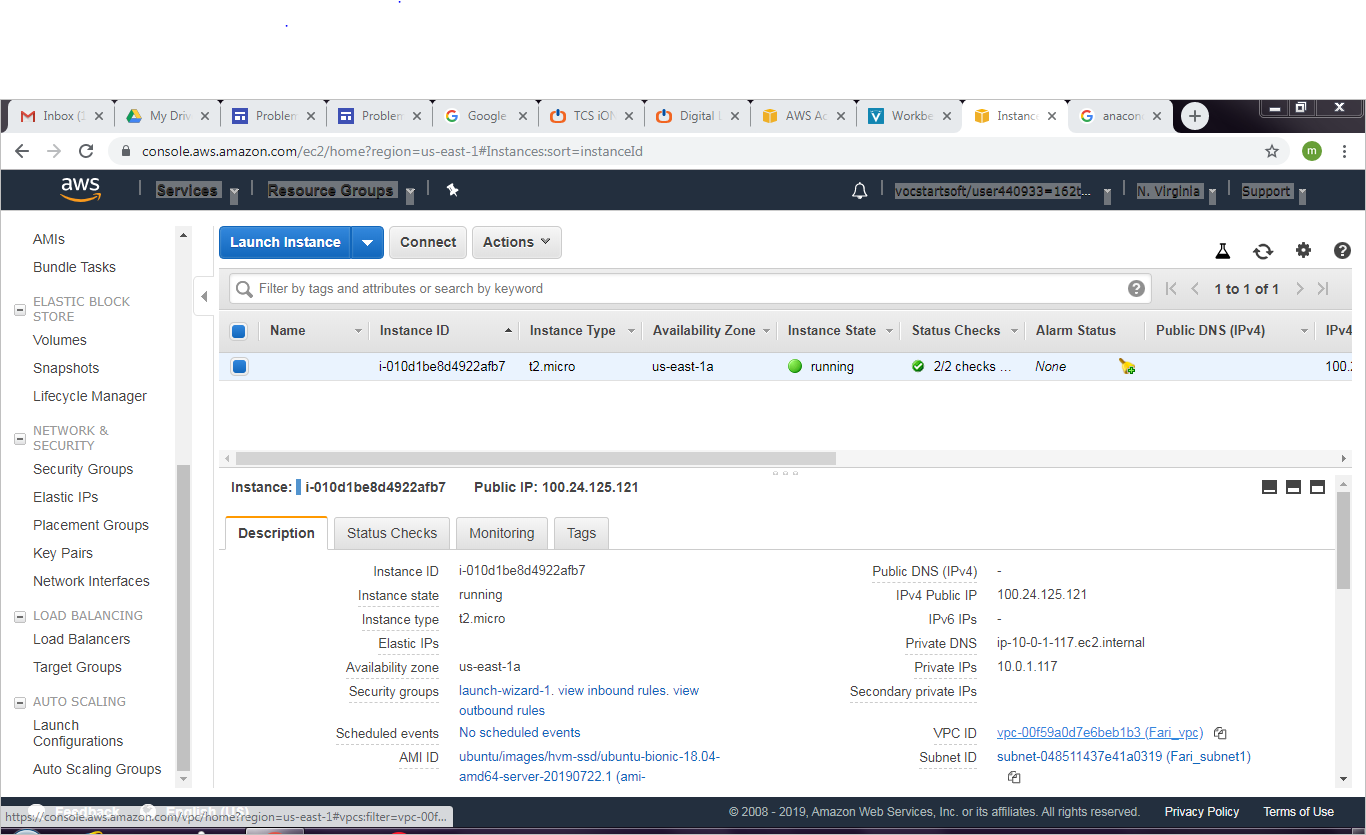 Inbox (1
My Driv
Problem
Problem
Google
TCS iON
Digital L
AWS Ac
Workbe
Instance
anacon
m
console.aws.amazon.com/ec2/home?region=us-east-1#Instances:sort=instanceId
aws
Services
Resource Groups
vocstartsoft/user440933=162t...
N. Virginia
Support
AMIs
Bundle Tasks
ELASTIC BLOCK
STORE
Volumes
Snapshots
Lifecycle Manager
NETWORK &
SECURITY
Security Groups
Elastic IPs
Placement Groups
Key Pairs
Network Interfaces
LOAD BALANCING
Load Balancers
Target Groups
AUTO SCALING
Launch
Configurations
Auto Scaling Groups
Launch Instance
Connect
Actions
Filter by tags and attributes or search by keyword
1 to 1 of 1
Name Instance ID Instance Type Availability Zone Instance State Status Checks Alarm Status Public DNS (IPv4) IPv4
i-010d1be8d4922afb7 t2.micro us-east-1a running 2/2 checks ... None 100.2
Instance: i-010d1be8d4922afb7 Public IP: 100.24.125.121
Description Status Checks Monitoring Tags
Instance ID i-010d1be8d4922afb7
Instance state running
Instance type t2.micro
Elastic IPs
Availability zone us-east-1a
Security groups launch-wizard-1. view inbound rules. view
outbound rules
Scheduled events No scheduled events
AMI ID ubuntu/images/hvm-ssd/ubuntu-bionic-18.04-
amd64-server-20190722.1 (ami-
Public DNS (IPv4) -
IPv4 Public IP 100.24.125.121
IPv6 IPs -
Private DNS ip-10-0-1-117.ec2.internal
Private IPs 10.0.1.117
Secondary private IPs
VPC ID vpc-00f59a0d7e6beb1b3 (Fari_vpc)
Subnet ID subnet-048511437e41a0319 (Fari_subnet1)
Feedback English (US)
https://console.aws.amazon.com/vpc/home?region=us-east-1#vpcs:filter=vpc-00f...
© 2008 - 2019, Amazon Web Services, Inc. or its affiliates. All rights reserved. Privacy Policy Terms of Use